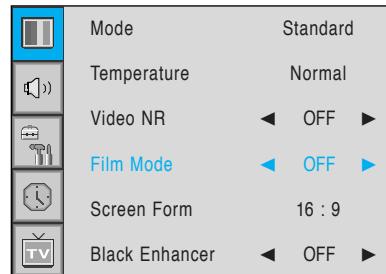 Mode Standard
Temperature Normal
Video NR ◄ OFF ►
Film Mode ◄ OFF ►
Screen Form 16 : 9
Black Enhancer ◄ OFF ►
TV